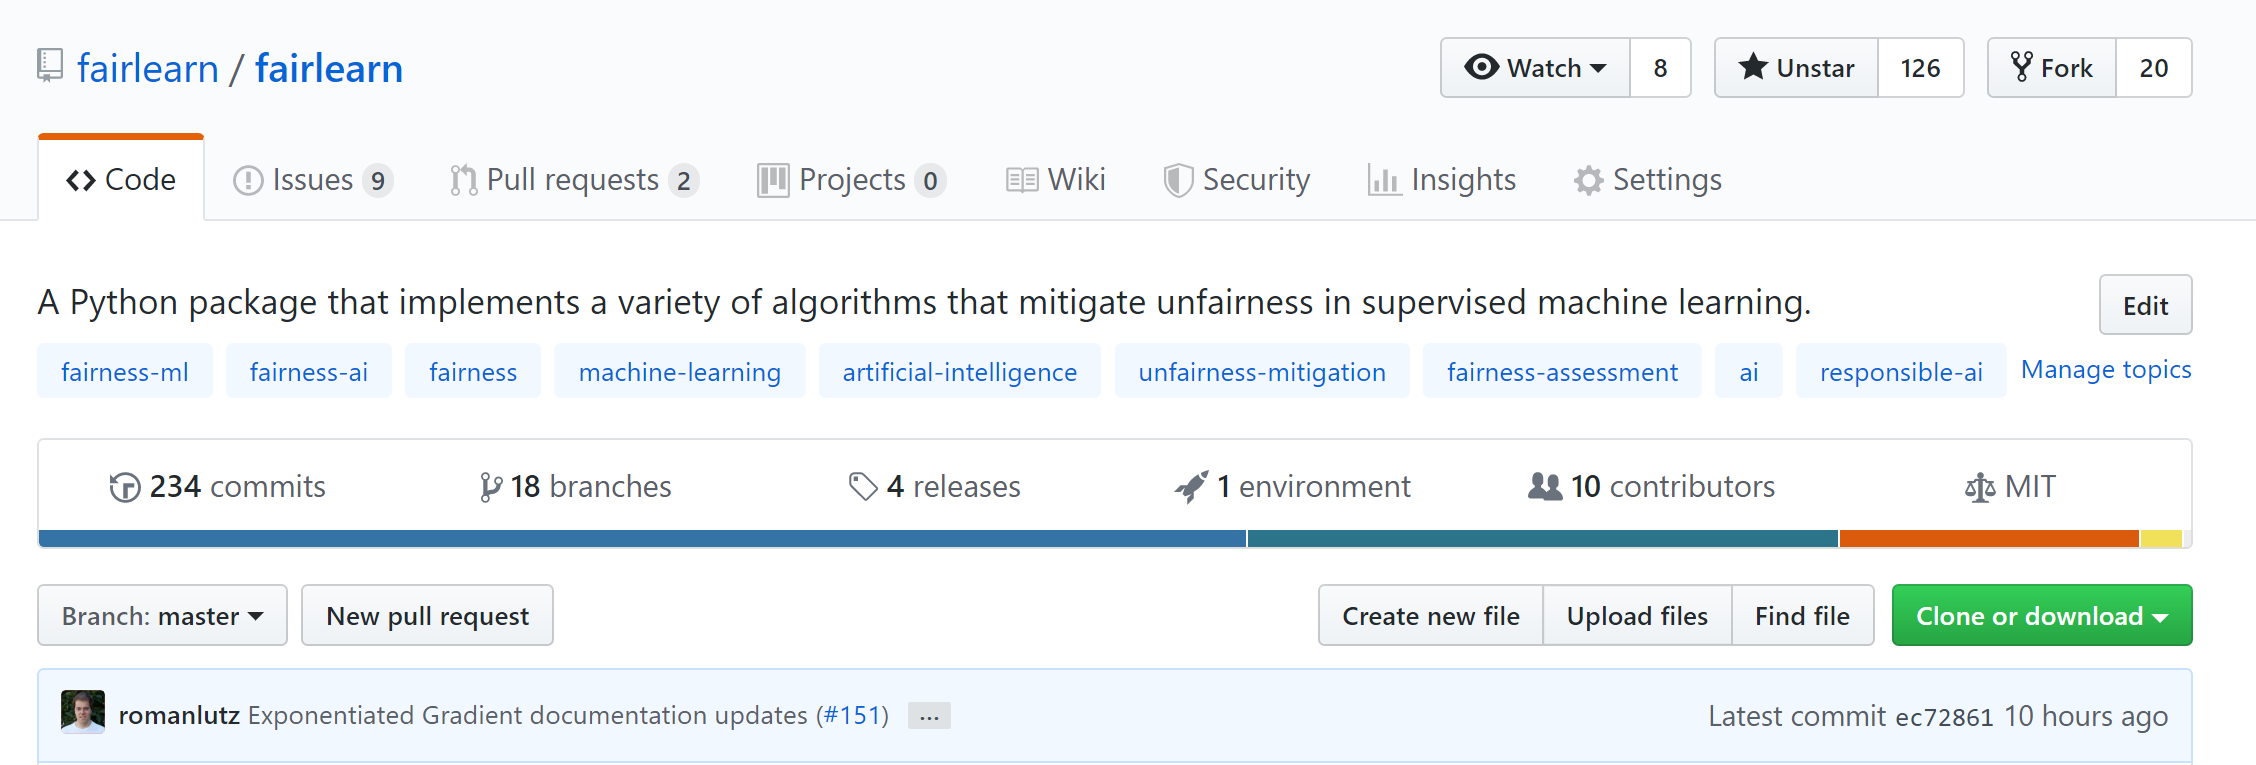 fairlearn / fairlearn
Watch 8 Unstar 126 Fork 20
Code Issues 9 Pull requests 2 Projects 0 Wiki Security Insights Settings
A Python package that implements a variety of algorithms that mitigate unfairness in supervised machine learning. Edit
fairness-ml fairness-ai fairness machine-learning artificial-intelligence unfairness-mitigation fairness-assessment ai responsible-ai Manage topics
234 commits 18 branches 4 releases 1 environment 10 contributors MIT
Branch: master New pull request Create new file Upload files Find file Clone or download
romanlutz Exponentiated Gradient documentation updates (#151) ... Latest commit ec72861 10 hours ago